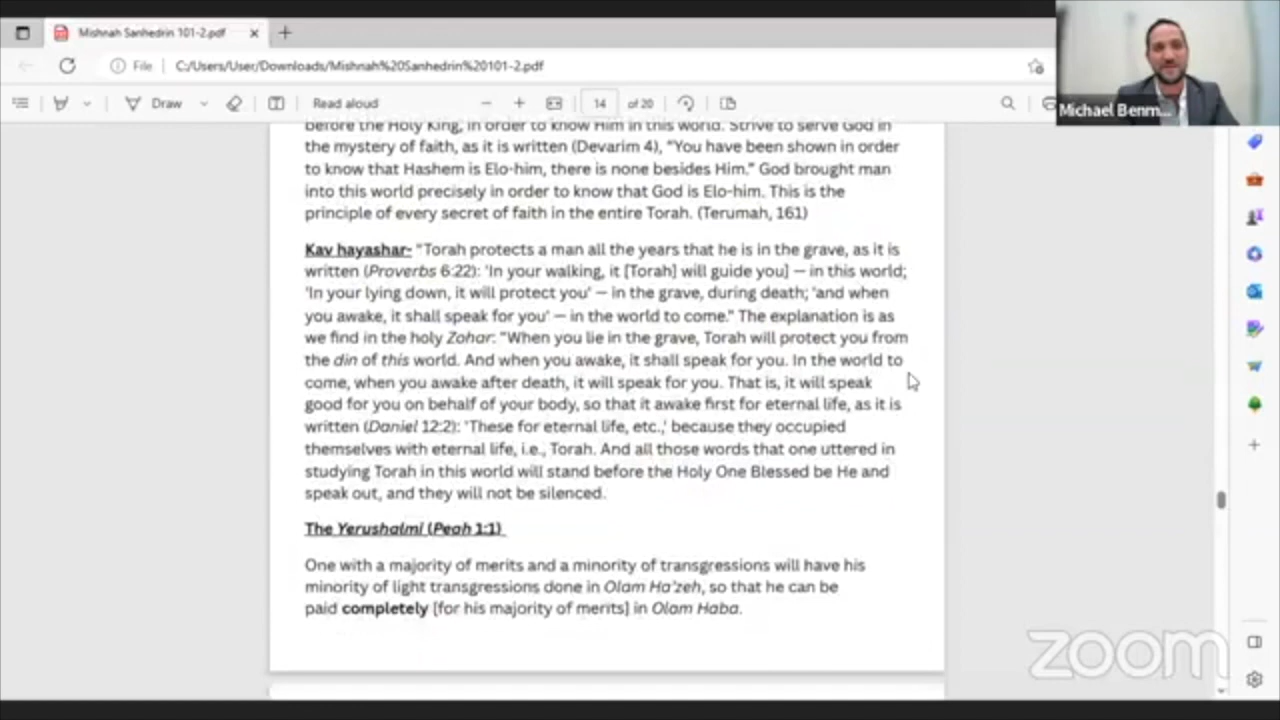 Mishnah Sanhedrin 101-2.pdf
File
C:/Users/User/Downloads/Mishnah%20Sanhedrin%20101-2.pdf
Draw
Read aloud
14
of 20
Michael Benm...
before the Holy King, in order to know Him in this world. Strive to serve God in
the mystery of faith, as it is written (Devarim 4), “You have been shown in order
to know that Hashem is Elo-him, there is none besides Him.” God brought man
into this world precisely in order to know that God is Elo-him. This is the
principle of every secret of faith in the entire Torah. (Terumah, 161)
Kav hayashar- “Torah protects a man all the years that he is in the grave, as it is
written (Proverbs 6:22): ‘In your walking, it [Torah] will guide you] — in this world;
‘In your lying down, it will protect you’ — in the grave, during death; ‘and when
you awake, it shall speak for you’ — in the world to come.” The explanation is as
we find in the holy Zohar: “When you lie in the grave, Torah will protect you from
the din of this world. And when you awake, it shall speak for you. In the world to
come, when you awake after death, it will speak for you. That is, it will speak
good for you on behalf of your body, so that it awake first for eternal life, as it is
written (Daniel 12:2): ‘These for eternal life, etc.,’ because they occupied
themselves with eternal life, i.e., Torah. And all those words that one uttered in
studying Torah in this world will stand before the Holy One Blessed be He and
speak out, and they will not be silenced.
The Yerushalmi (Peah 1:1)
One with a majority of merits and a minority of transgressions will have his
minority of light transgressions done in Olam Ha’zeh, so that he can be
paid completely [for his majority of merits] in Olam Haba.
zoom